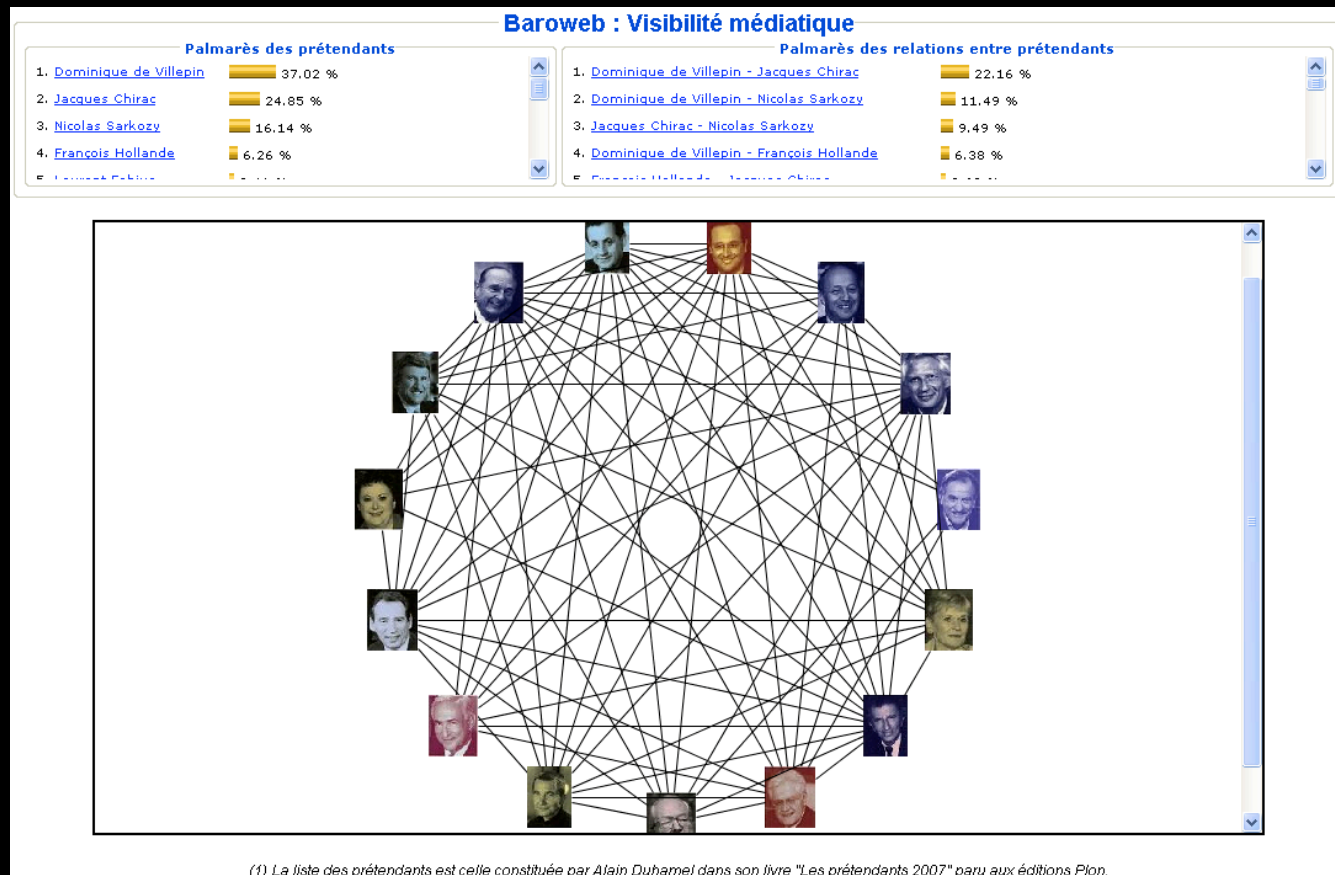 Baroweb : Visibilité médiatique
Palmarès des prétendants
1. Dominique de Villepin 37.02 %
2. Jacques Chirac 24.85 %
3. Nicolas Sarkozy 16.14 %
4. François Hollande 6.26 %
Palmarès des relations entre prétendants
1. Dominique de Villepin - Jacques Chirac 22.16 %
2. Dominique de Villepin - Nicolas Sarkozy 11.49 %
3. Jacques Chirac - Nicolas Sarkozy 9.49 %
4. Dominique de Villepin - François Hollande 6.38 %
(1) La liste des prétendants est celle constituée par Alain Duhamel dans son livre "Les prétendants 2007" paru aux éditions Plon.